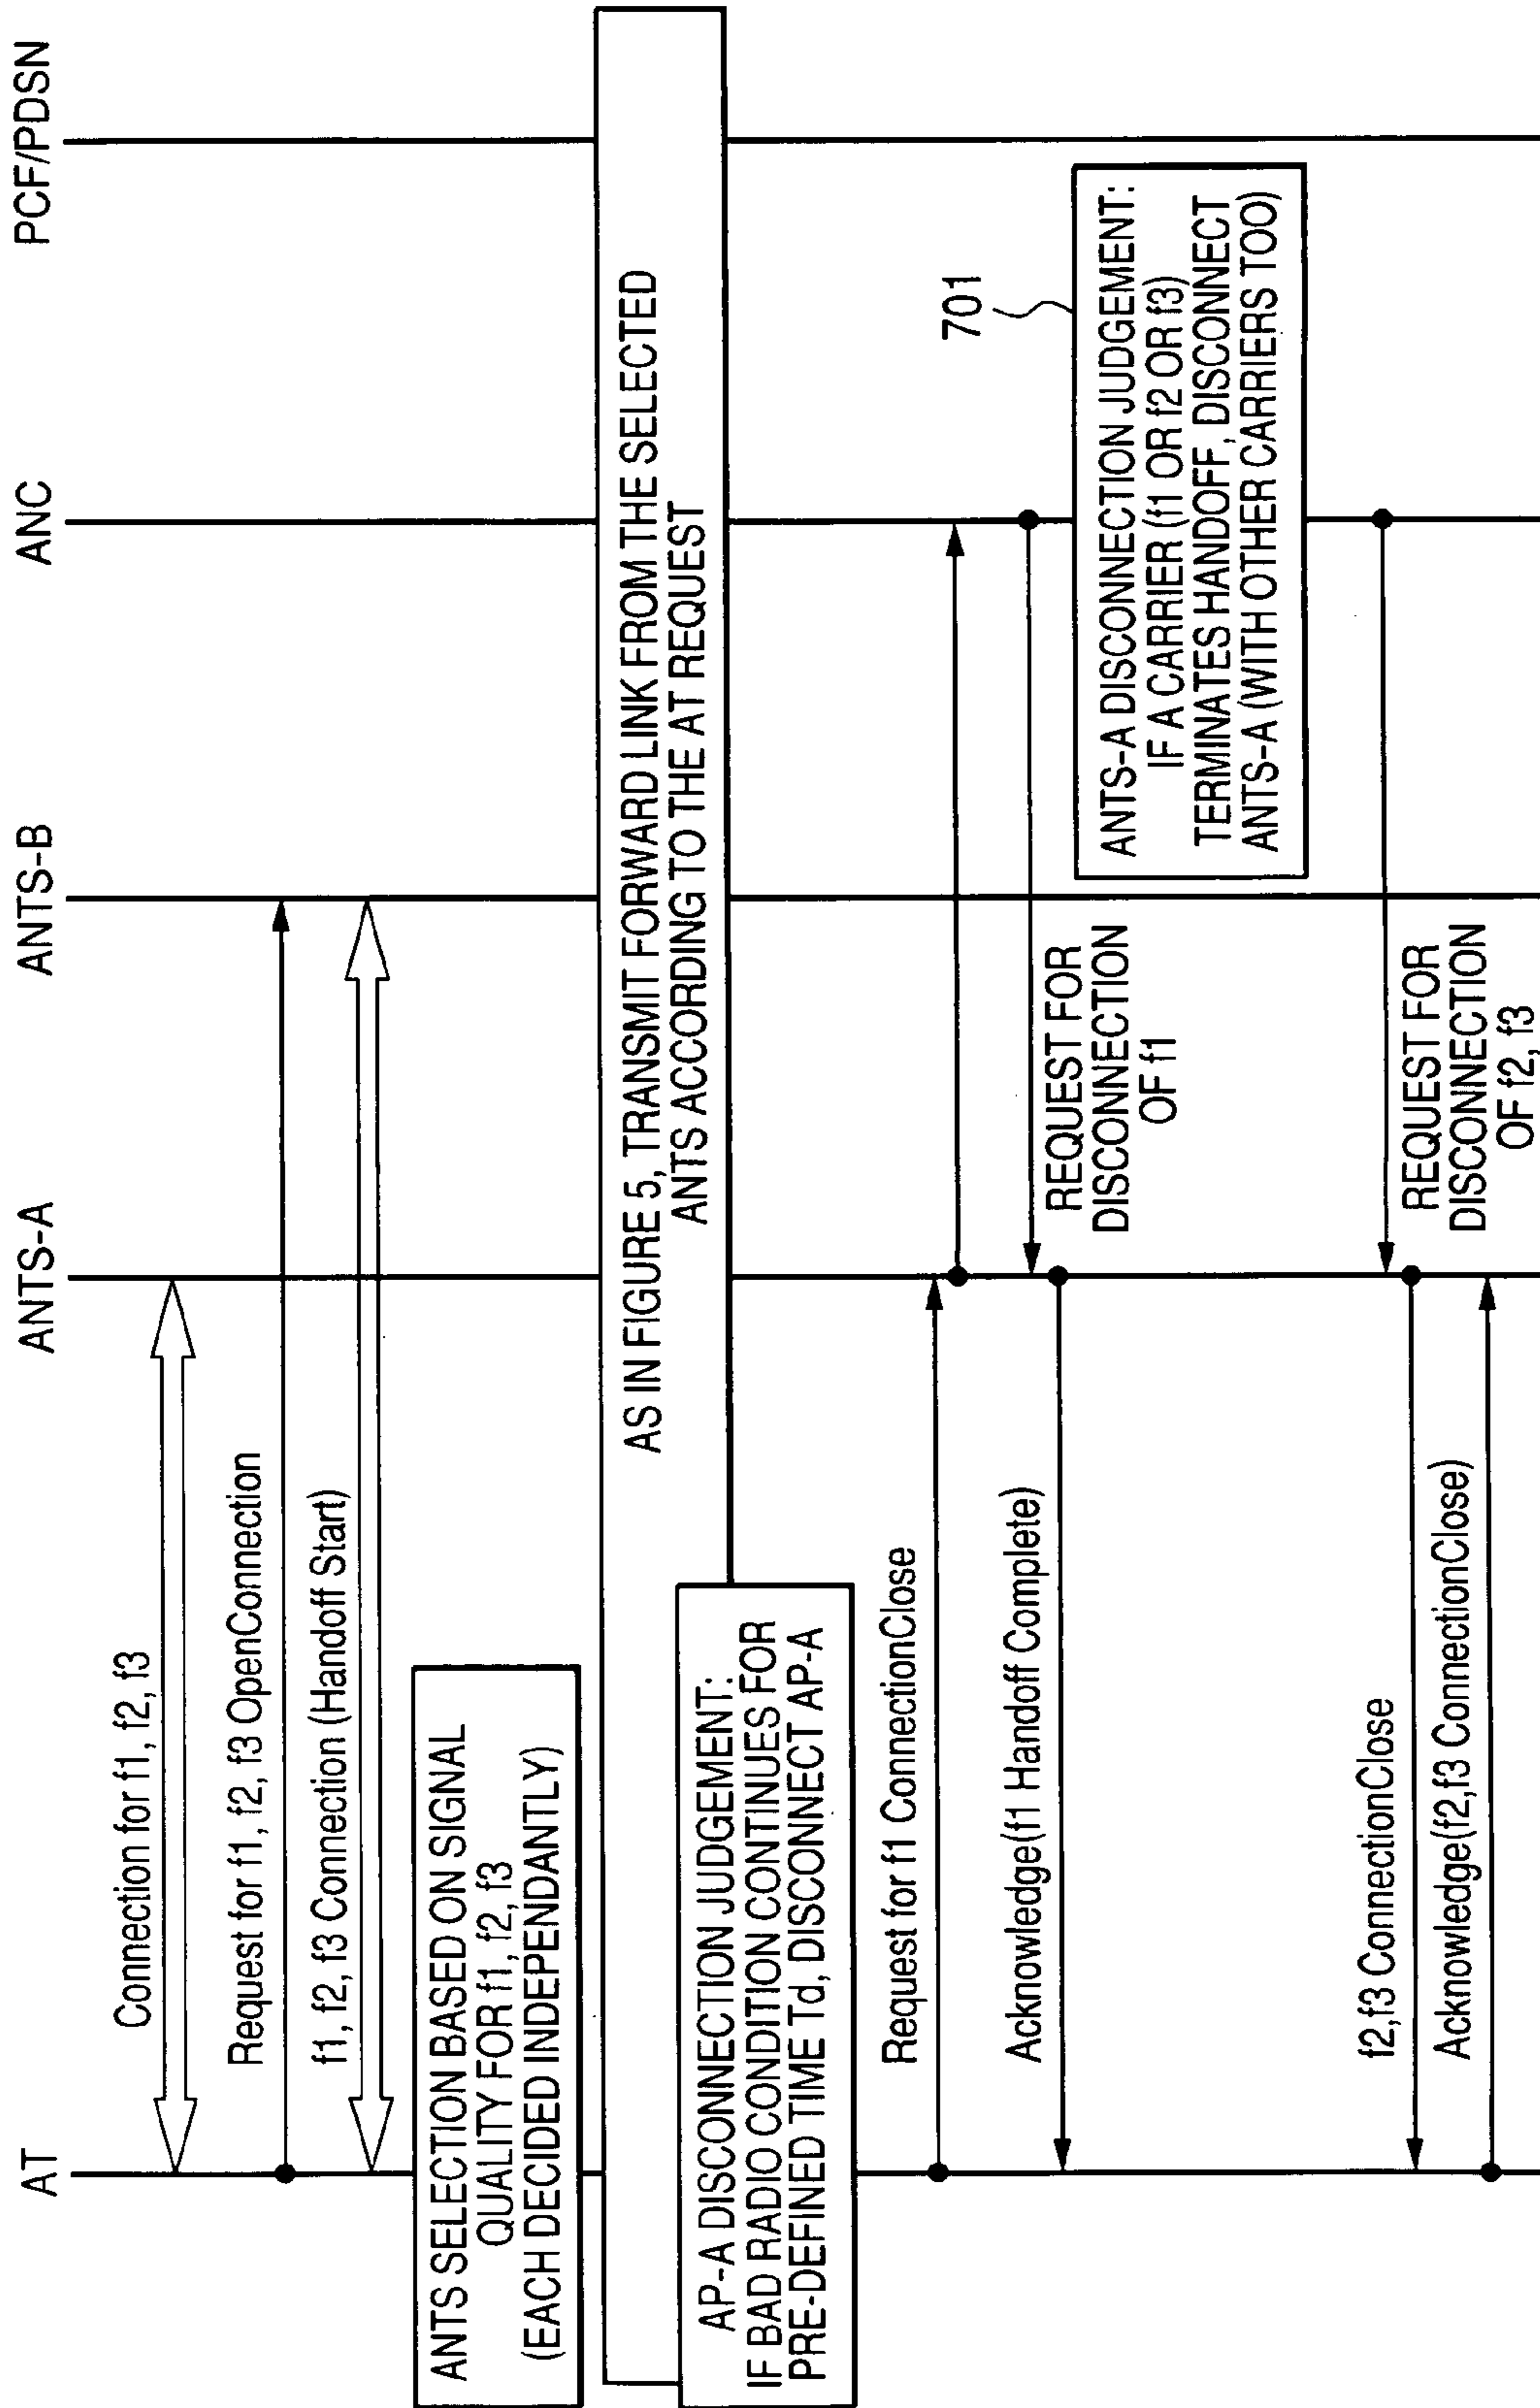 AT
ANTS-A
ANTS-B
ANC
PCF/PDSN
Connection for f1, f2, f3
Request for f1, f2, f3 OpenConnection
f1, f2, f3 Connection (Handoff Start)
ANTS SELECTION BASED ON SIGNAL
QUALITY FOR f1, f2, f3
(EACH DECIDED INDEPENDANTLY)
AS IN FIGURE 5, TRANSMIT FORWARD LINK FROM THE SELECTED
ANTS ACCORDING TO THE AT REQUEST
AP-A DISCONNECTION JUDGEMENT:
IF BAD RADIO CONDITION CONTINUES FOR
PRE-DEFINED TIME Td, DISCONNECT AP-A
Request for f1 ConnectionClose
701
REQUEST FOR
DISCONNECTION
OF f1
Acknowledge(f1 Handoff Complete)
ANTS-A DISCONNECTION JUDGEMENT:
IF A CARRIER (f1 OR f2 OR f3)
TERMINATES HANDOFF, DISCONNECT
ANTS-A (WITH OTHER CARRIERS TOO)
REQUEST FOR
DISCONNECTION
OF f2, f3
f2,f3 ConnectionClose
Acknowledge(f2,f3 ConnectionClose)